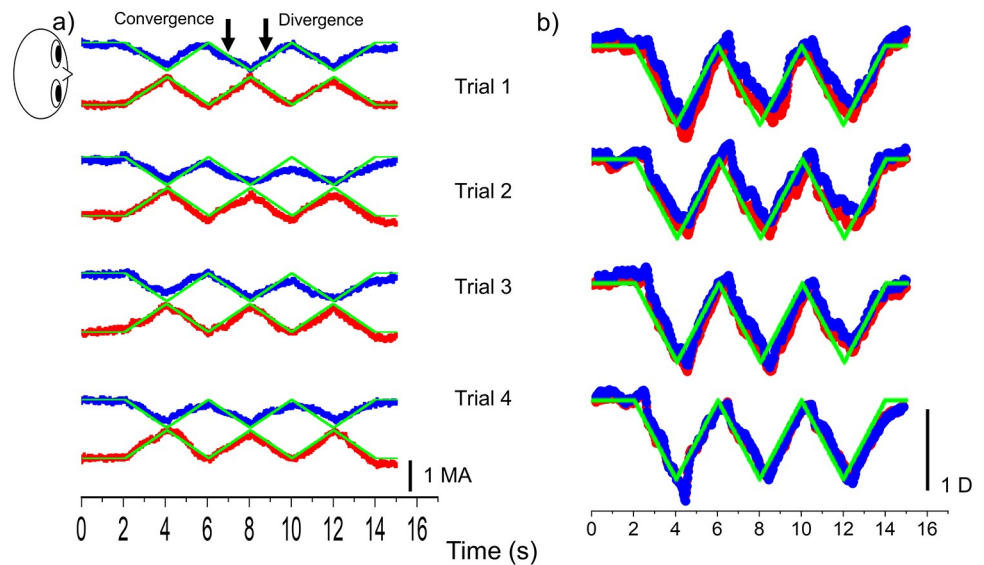 a)
Convergence
Divergence
b)
Trial 1
Trial 2
Trial 3
Trial 4
1 MA
1 D
0 2 4 6 8 10 12 14 15 16
0 2 4 6 8 10 12 14 16
Time (s)